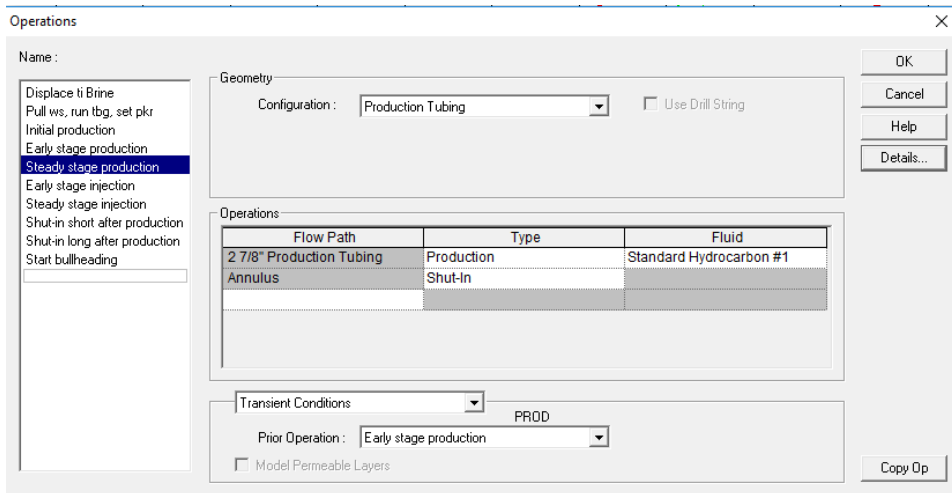 Operations
Name :
Displace ti Brine
Pull ws, run tbg, set pkr
Initial production
Early stage production
Steady stage production
Early stage injection
Steady stage injection
Shut-in short after production
Shut-in long after production
Start bullheading
Geometry
Configuration : Production Tubing Use Drill String
Operations
Flow Path Type Fluid
2 7/8" Production Tubing Production Standard Hydrocarbon #1
Annulus Shut-In
Transient Conditions
PROD
Prior Operation : Early stage production
Model Permeable Layers
OK
Cancel
Help
Details...
Copy Op